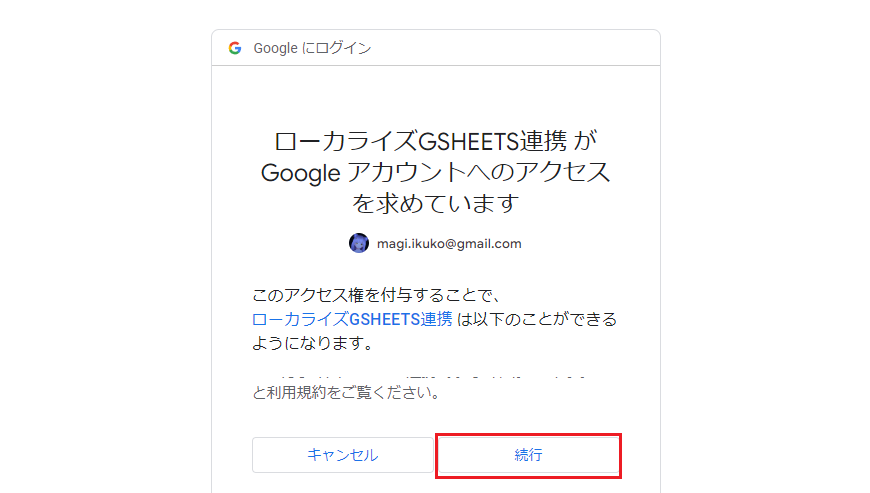 Google にログイン
ローカライズGSHEETS連携 が
Google アカウントへのアクセス
を求めています
magi.ikuko@gmail.com
このアクセス権を付与することで、
ローカライズGSHEETS連携 は以下のことができる
ようになります。
と利用規約をご覧ください。
キャンセル
続行